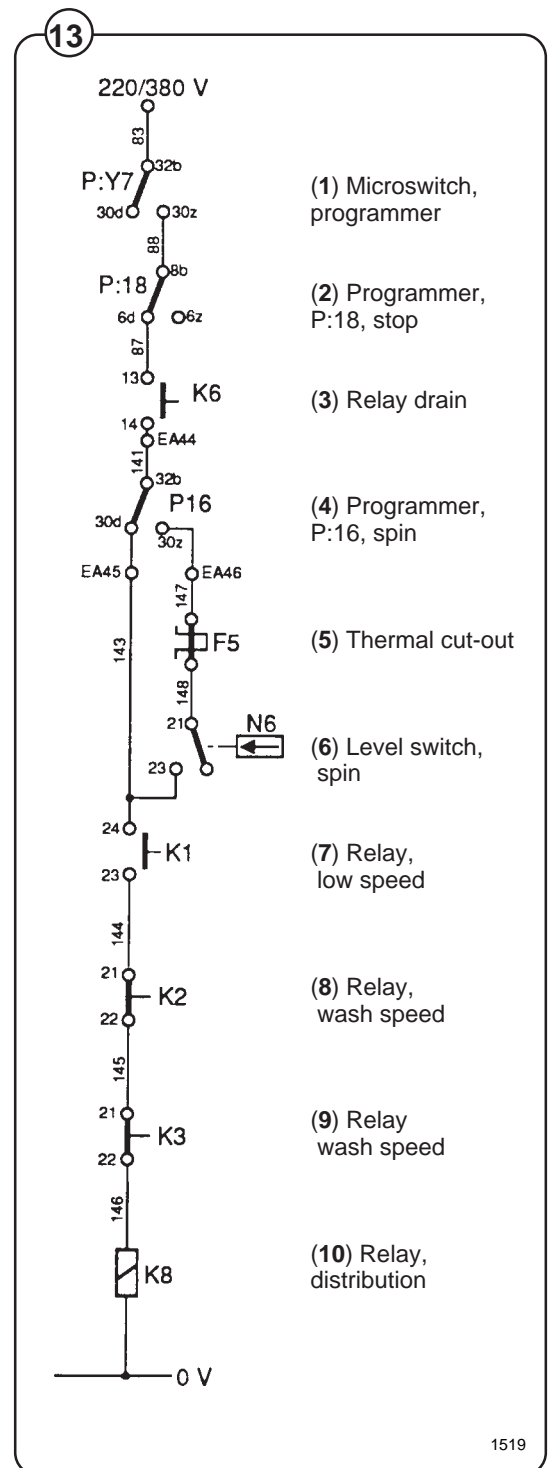 13
220/380 V
83
32b
P:Y7
30d
30z
(1) Microswitch,
programmer
88
8b
P:18
6d
6z
(2) Programmer,
P:18, stop
87
13
K6
14
EA44
(3) Relay drain
141
32b
P16
30d
30z
(4) Programmer,
P:16, spin
EA45
EA46
147
143
F5
(5) Thermal cut-out
148
21
N6
23
(6) Level switch,
spin
24
K1
23
(7) Relay,
low speed
144
21
K2
22
(8) Relay,
wash speed
145
21
K3
22
(9) Relay
wash speed
146
K8
(10) Relay,
distribution
0 V
1519